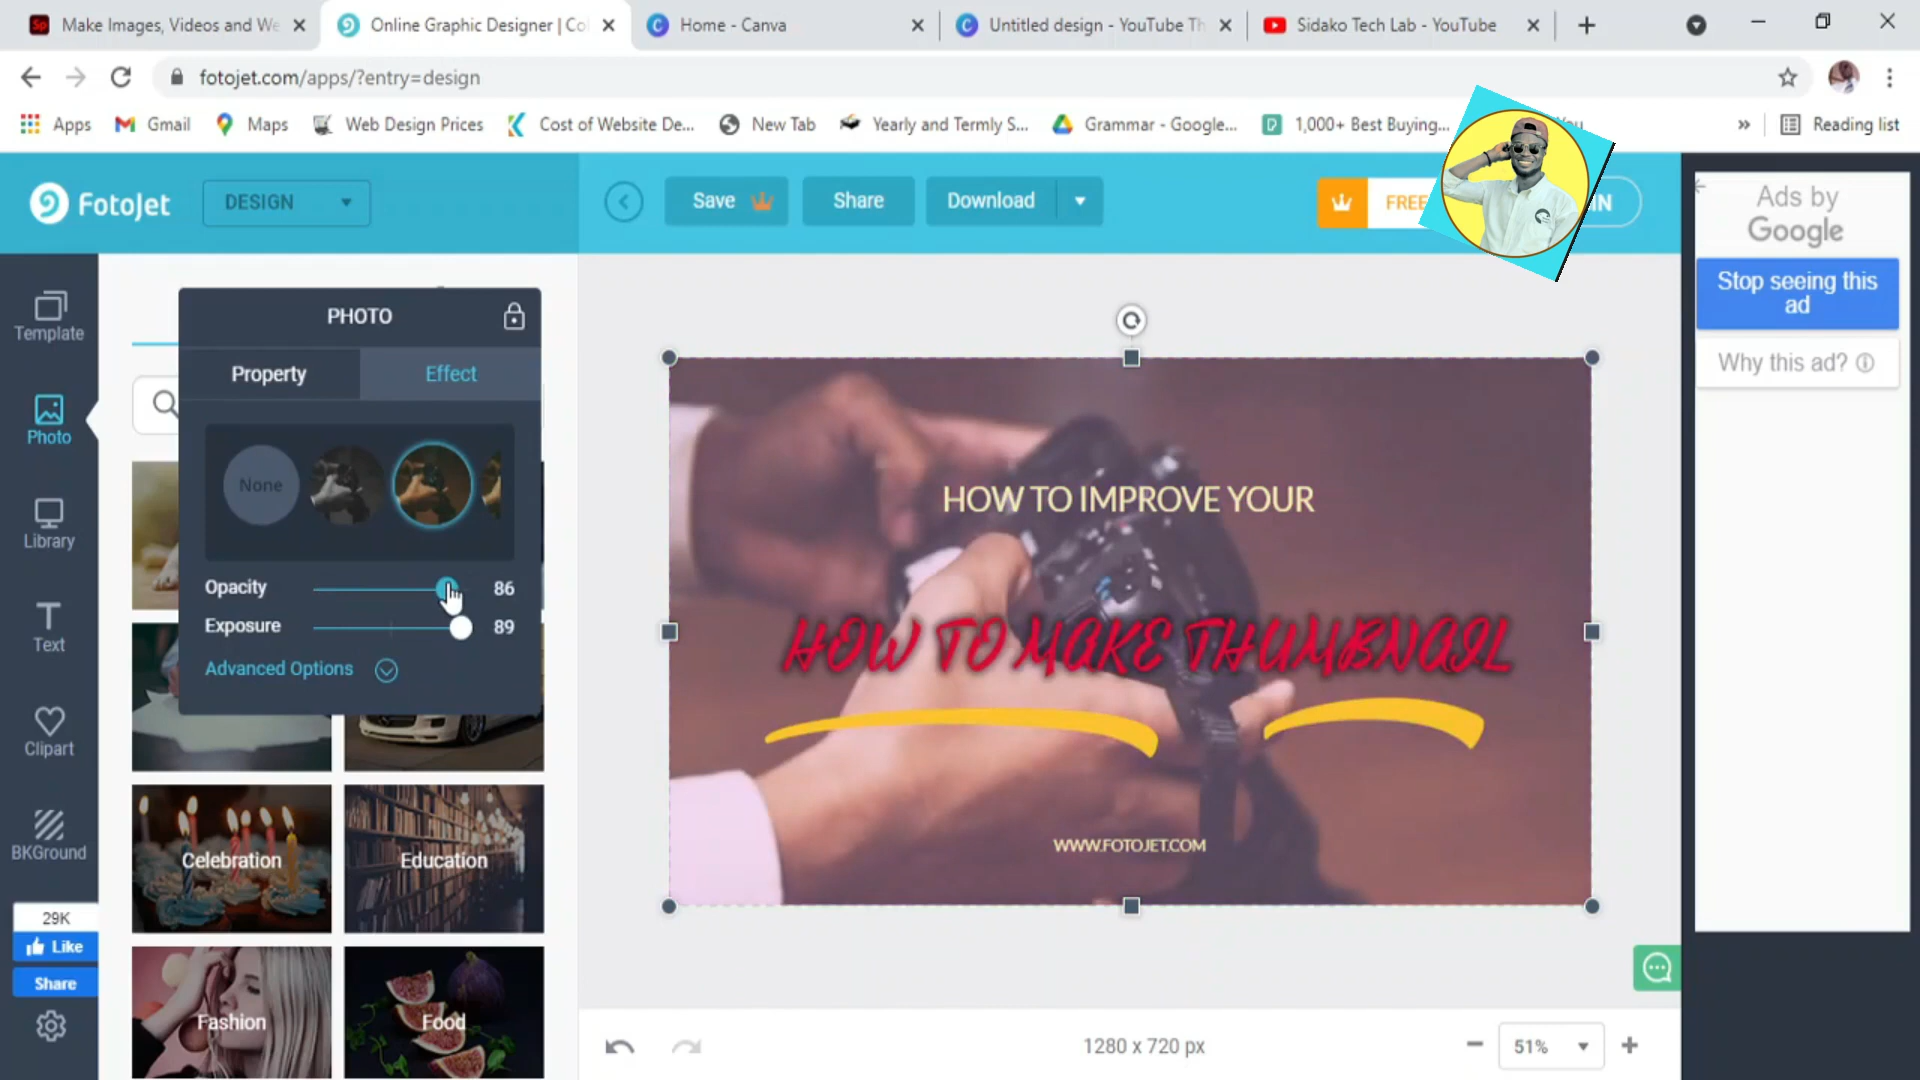 Make Images, Videos and We
Online Graphic Designer | Col
Home - Canva
Untitled design - YouTube Th
Sidako Tech Lab - YouTube
fotojet.com/apps/?entry=design
Apps
Gmail
Maps
Web Design Prices
Cost of Website De...
New Tab
Yearly and Termly S...
Grammar - Google...
1,000+ Best Buying...
You
»
Reading list
FotoJet
DESIGN
Save
Share
Download
FREE
IN
Ads by
Google
Stop seeing this
ad
Why this ad?
Template
Photo
Library
Text
Clipart
BKGround
29K
Like
Share
PHOTO
Property
Effect
None
Opacity
86
Exposure
89
Advanced Options
Celebration
Education
Fashion
Food
HOW TO IMPROVE YOUR
HOW TO MAKE THUMBNAIL
WWW.FOTOJET.COM
1280 x 720 px
51%